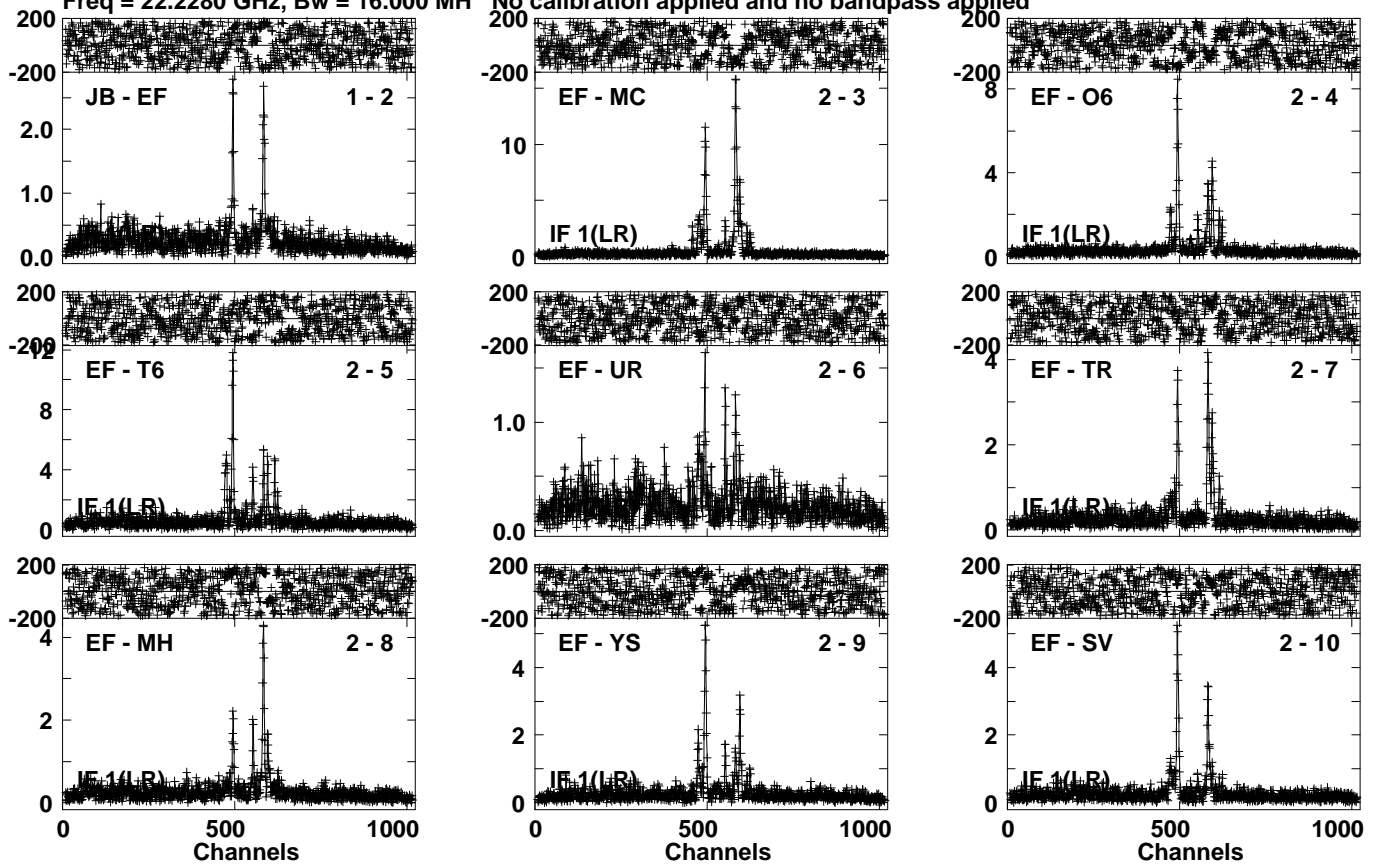 Freq = 22.2280 GHz, Bw = 16.000 MH No calibration applied and no bandpass applied
200 200 200
-200 -200 -200
JB - EF 1 - 2 EF - MC 2 - 3 EF - O6 2 - 4
8
2.0
10
4
1.0
IF 1(LR) IF 1(LR)
0.0 0 0
200 200 200
-200 -200 -200
12 4
EF - T6 2 - 5 EF - UR 2 - 6 EF - TR 2 - 7
8
1.0
2
4
IF 1(LR) IF 1(LR)
0 0.0 0
200 200 200
-200 -200 -200
EF - MH 2 - 8 EF - YS 2 - 9 EF - SV 2 - 10
4 4 4
2 2 2
IF 1(LR) IF 1(LR) IF 1(LR)
0 0 0
0 500 1000 0 500 1000 0 500 1000
Channels Channels Channels